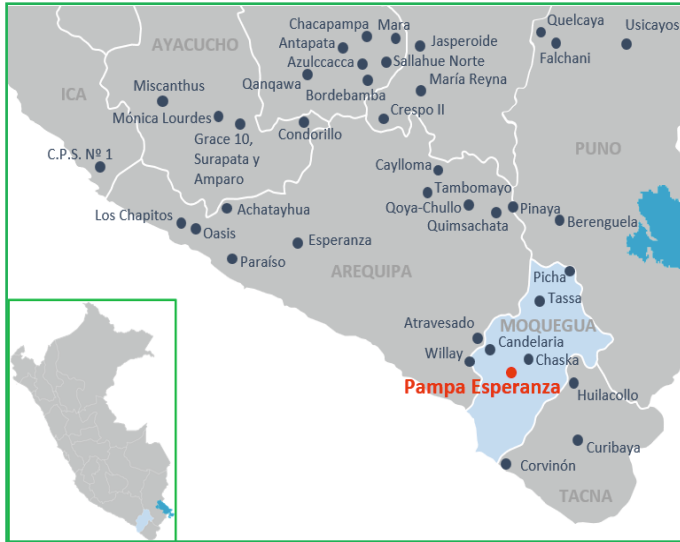 Chacapampa
Mara
Quelcaya
Usicayos
AYACUCHO
Antapata
Jasperoide
Azulccacca
Sallahue Norte
Falchani
Miscanthus
Qanqawa
María Reyna
ICA
Bordebamba
Mónica Lourdes
Crespo II
Grace 10,
Surapata y
Amparo
Condorillo
PUNO
C.P.S. Nº 1
Caylloma
Tambomayo
Los Chapitos
Achatayhua
Qoya-Chullo
Pinaya
Oasis
Quimsachata
Berenguela
Esperanza
Paraíso
AREQUIPA
Picha
Tassa
Atravesado
MOQUEGUA
Candelaria
Willay
Chaska
Pampa Esperanza
Huilacollo
Curibaya
Corvinón
TACNA